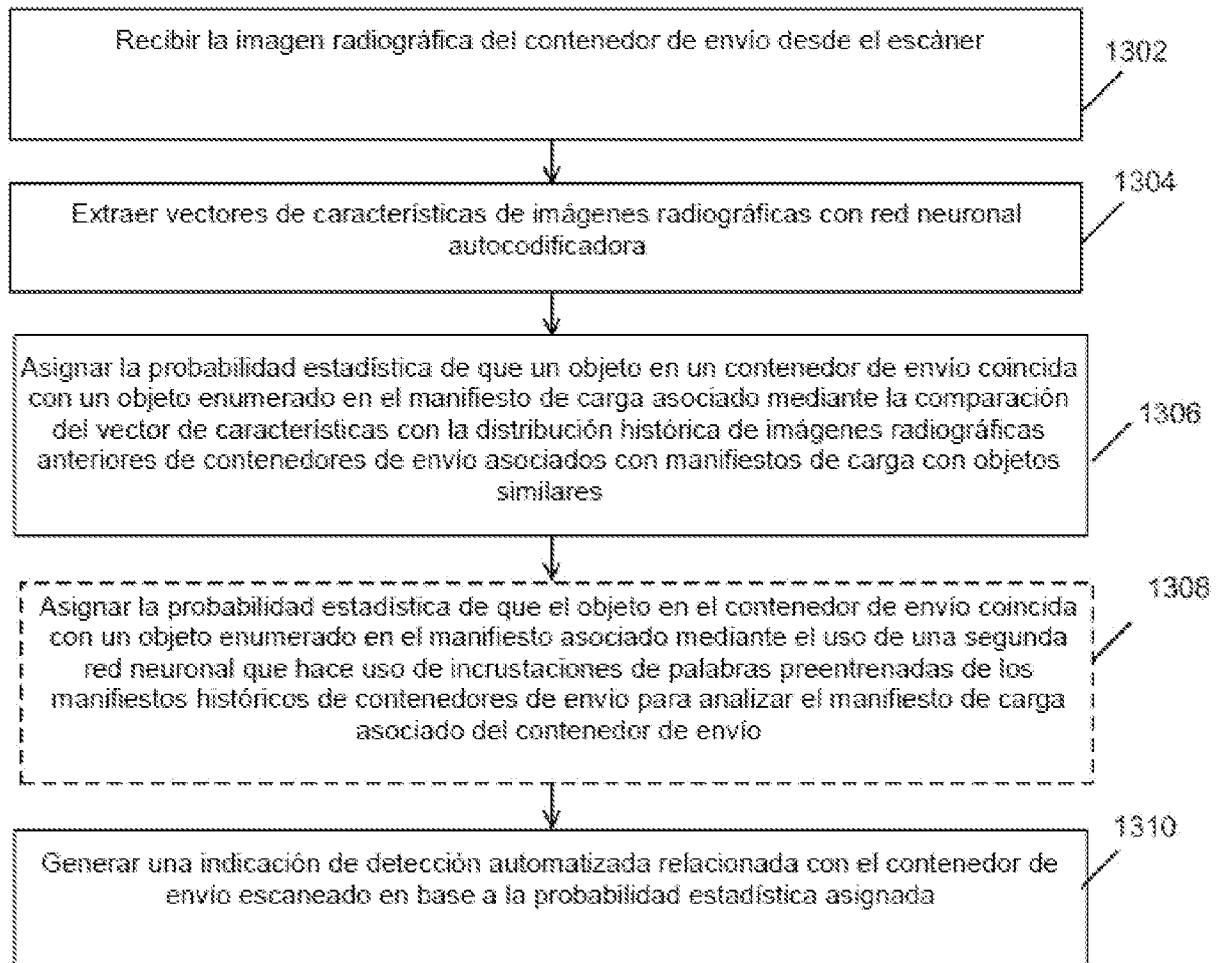 Recibir la imagen radiográfica del contenedor de envío desde el escáner
1302
1304
Extraer vectores de características de imágenes radiográficas con red neuronal
autocodificadora
Asignar la probabilidad estadística de que un objeto en un contenedor de envío coincida
con un objeto enumerado en el manifiesto de carga asociado mediante la comparación
del vector de características con la distribución histórica de imágenes radiográficas
anteriores de contenedores de envío asociados con manifiestos de carga con objetos
similares
1306
1308
Asignar la probabilidad estadística de que el objeto en el contenedor de envío coincida
con un objeto enumerado en el manifiesto asociado mediante el uso de una segunda
red neuronal que hace uso de incrustaciones de palabras preentrenadas de los
manifiestos históricos de contenedores de envío para analizar el manifiesto de carga
asociado del contenedor de envío
1310
Generar una indicación de detección automatizada relacionada con el contenedor de
envío escaneado en base a la probabilidad estadística asignada